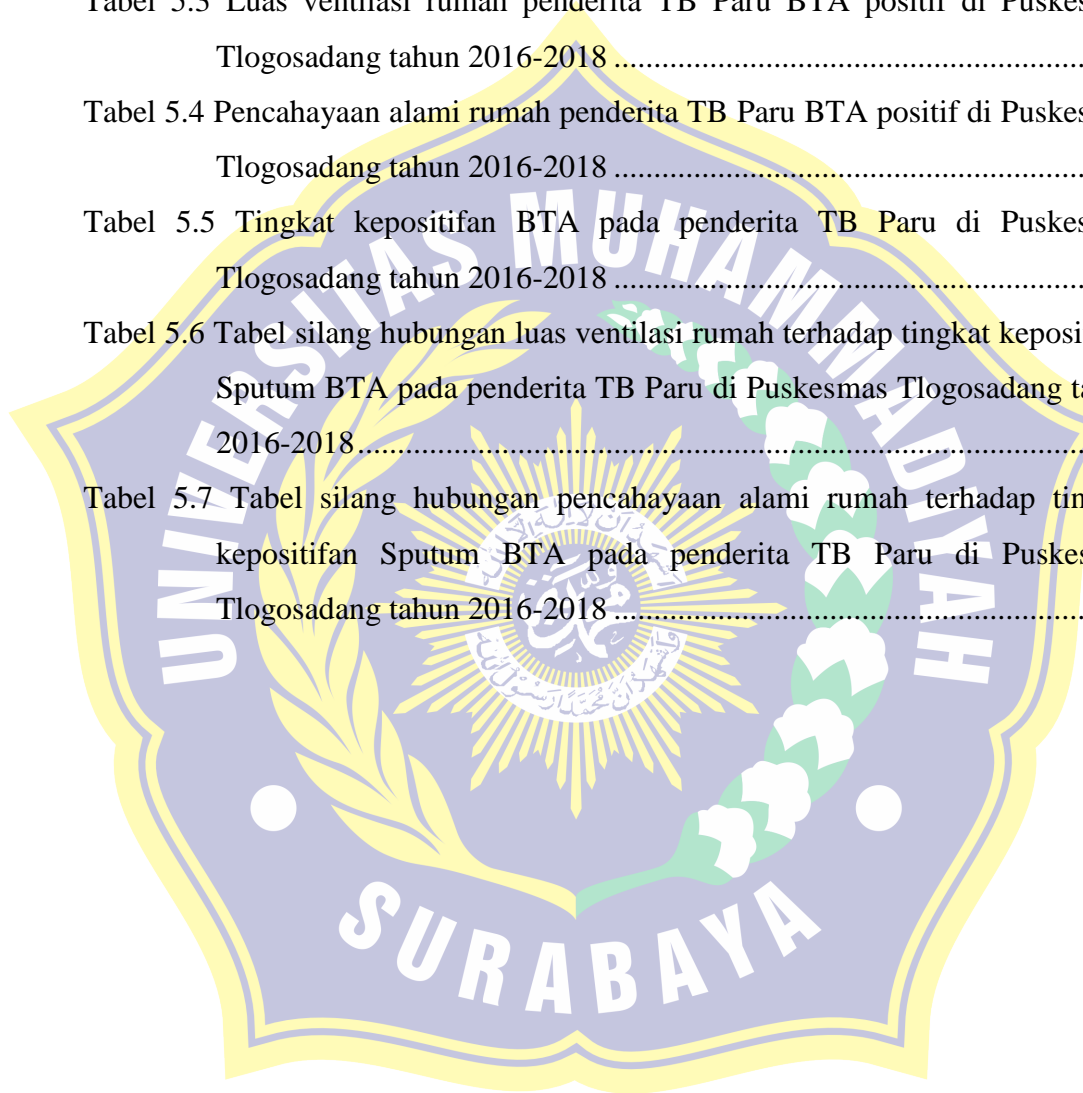 Tabel 5.3 Luas ventilasi rumah penderita TB Paru BTA positif di Puskes
Tlogosadang tahun 2016-2018 ........................................................
Tabel 5.4 Pencahayaan alami rumah penderita TB Paru BTA positif di Puskes
Tlogosadang tahun 2016-2018 ........................................................
Tabel 5.5 Tingkat kepositifan BTA pada penderita TB Paru di Puskes
Tlogosadang tahun 2016-2018 ........................................................
Tabel 5.6 Tabel silang hubungan luas ventilasi rumah terhadap tingkat keposi
Sputum BTA pada penderita TB Paru di Puskesmas Tlogosadang ta
2016-2018........................................................................................
Tabel 5.7 Tabel silang hubungan pencahayaan alami rumah terhadap tin
kepositifan Sputum BTA pada penderita TB Paru di Puskes
Tlogosadang tahun 2016-2018 ........................................................
UNIVERSITAS MUHAMMADIYAH
SURABAYA